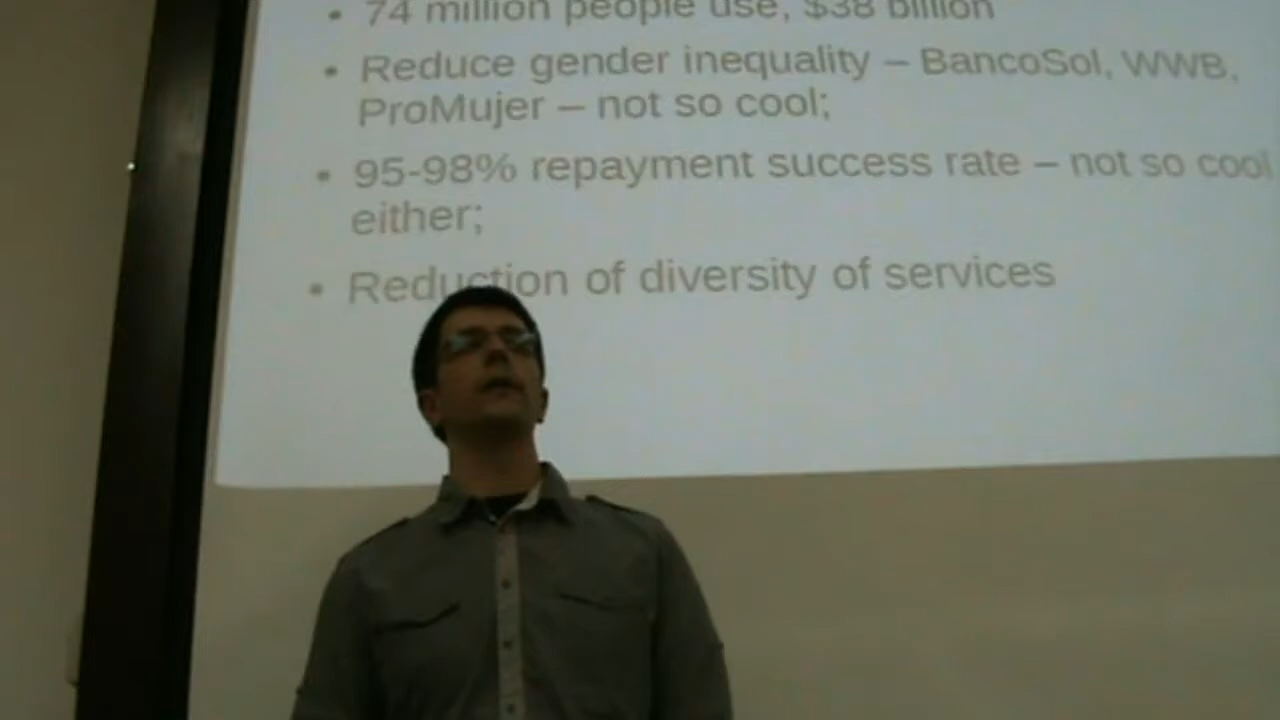 • 74 million people use, $38 billion
• Reduce gender inequality – BancoSol, WWB,
ProMujer – not so cool;
• 95-98% repayment success rate – not so cool
either;
• Reduction of diversity of services